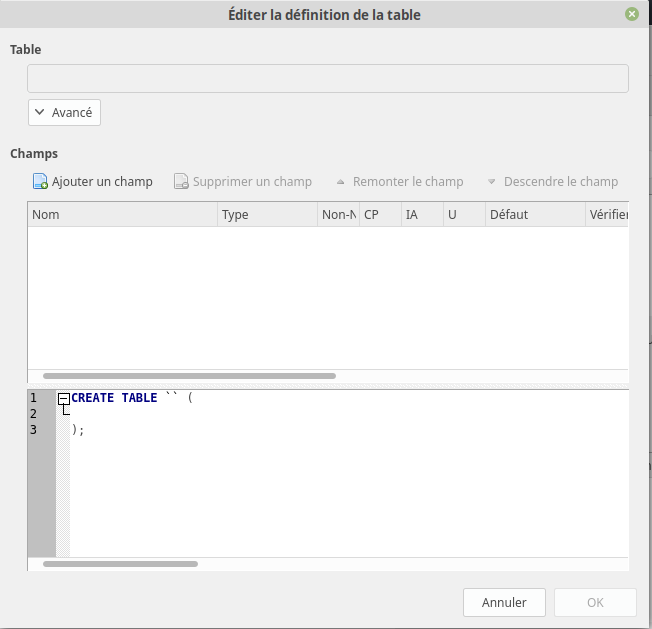 Éditer la définition de la table
Table
Avancé
Champs
Ajouter un champ Supprimer un champ Remonter le champ Descendre le champ
Nom Type Non-N CP IA U Défaut Vérifier
1 CREATE TABLE `` (
2
3 );
Annuler OK